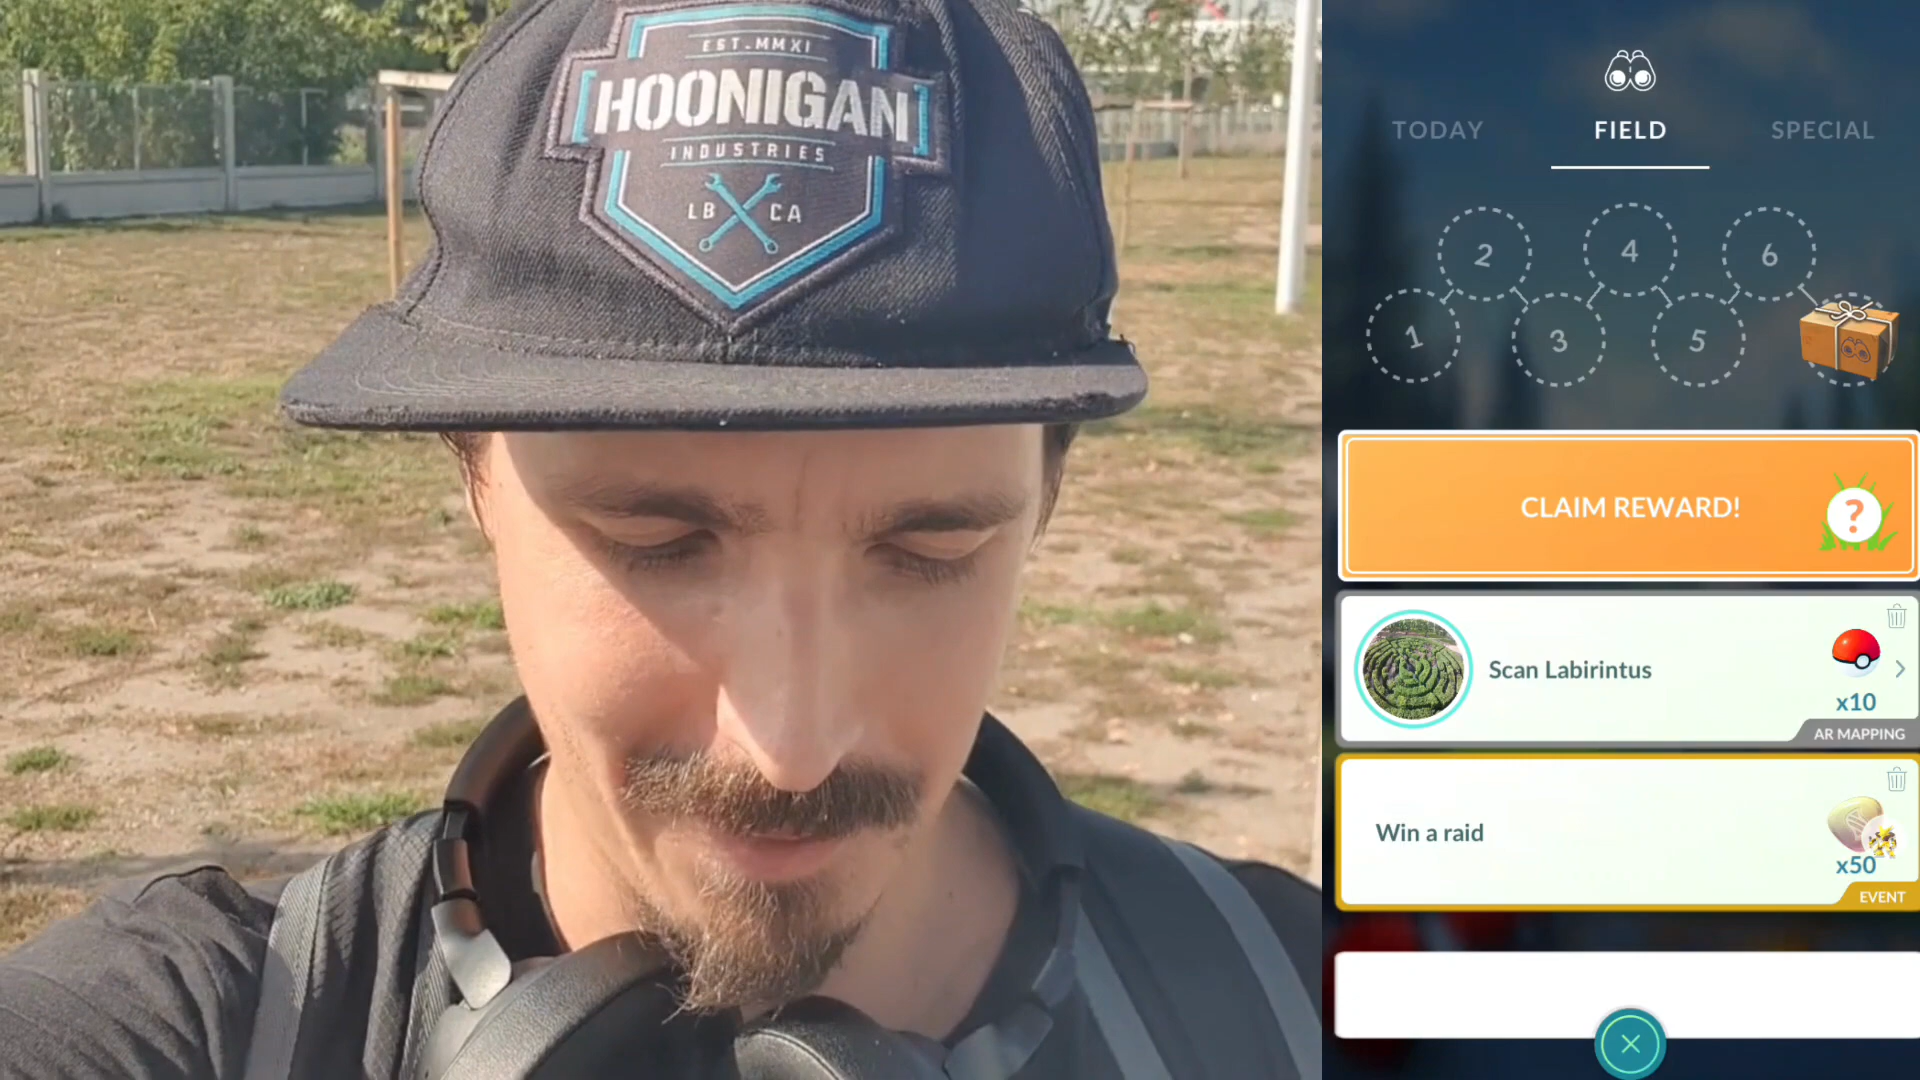 EST. MMXI
HOONIGAN
INDUSTRIES
LB CA
TODAY
FIELD
SPECIAL
2
4
6
1
3
5
CLAIM REWARD!
?
Scan Labirintus
x10
AR MAPPING
Win a raid
x50
EVENT